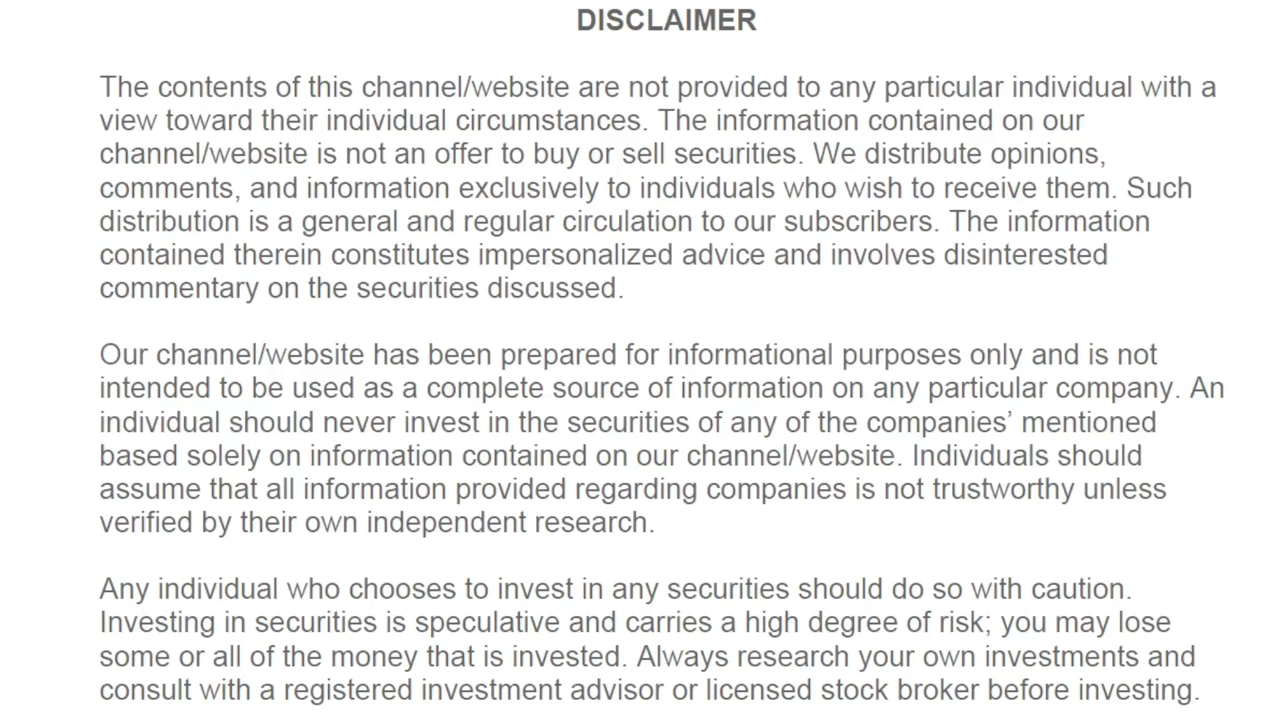 DISCLAIMER
The contents of this channel/website are not provided to any particular individual with a
view toward their individual circumstances. The information contained on our
channel/website is not an offer to buy or sell securities. We distribute opinions,
comments, and information exclusively to individuals who wish to receive them. Such
distribution is a general and regular circulation to our subscribers. The information
contained therein constitutes impersonalized advice and involves disinterested
commentary on the securities discussed.
Our channel/website has been prepared for informational purposes only and is not
intended to be used as a complete source of information on any particular company. An
individual should never invest in the securities of any of the companies’ mentioned
based solely on information contained on our channel/website. Individuals should
assume that all information provided regarding companies is not trustworthy unless
verified by their own independent research.
Any individual who chooses to invest in any securities should do so with caution.
Investing in securities is speculative and carries a high degree of risk; you may lose
some or all of the money that is invested. Always research your own investments and
consult with a registered investment advisor or licensed stock broker before investing.